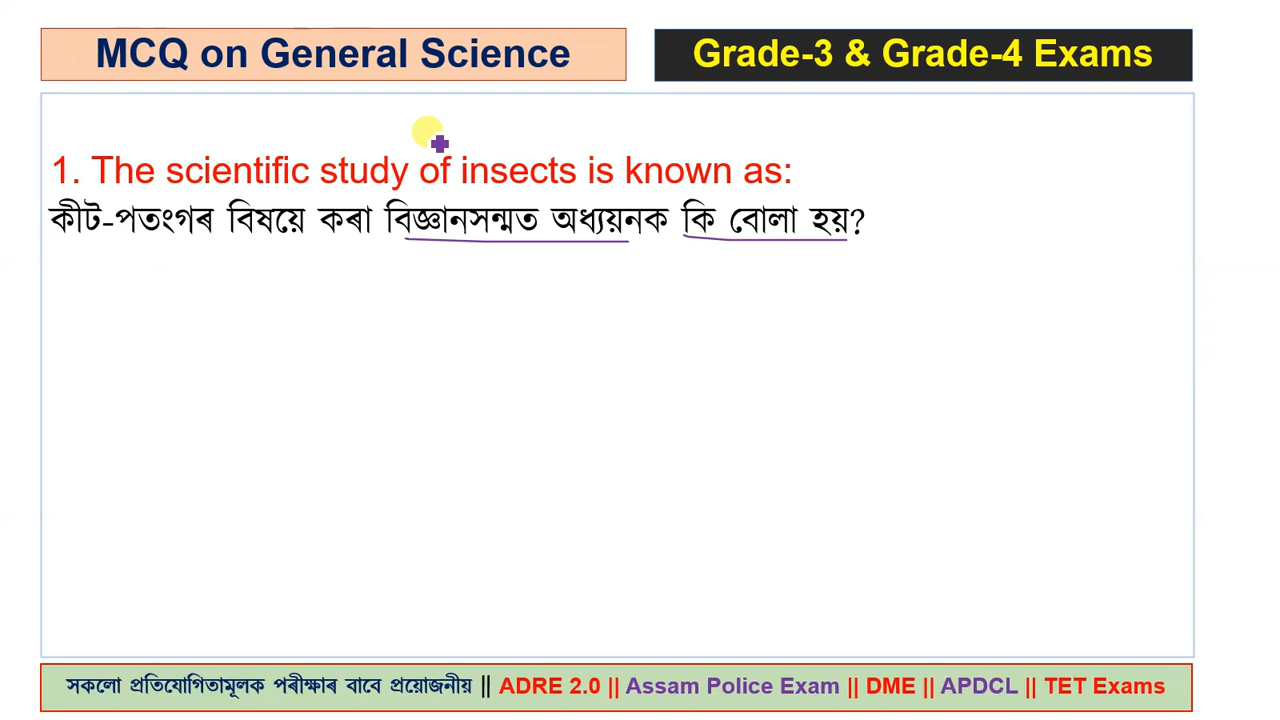 MCQ on General Science
Grade-3 & Grade-4 Exams
1. The scientific study of insects is known as:
কীট-পতংগৰ বিষয়ে কৰা বিজ্ঞানসন্মত অধ্যয়নক কি বোলা হয়?
সকলো প্ৰতিযোগিতামূলক পৰীক্ষাৰ বাবে প্ৰয়োজনীয় || ADRE 2.0 || Assam Police Exam || DME || APDCL || TET Exams